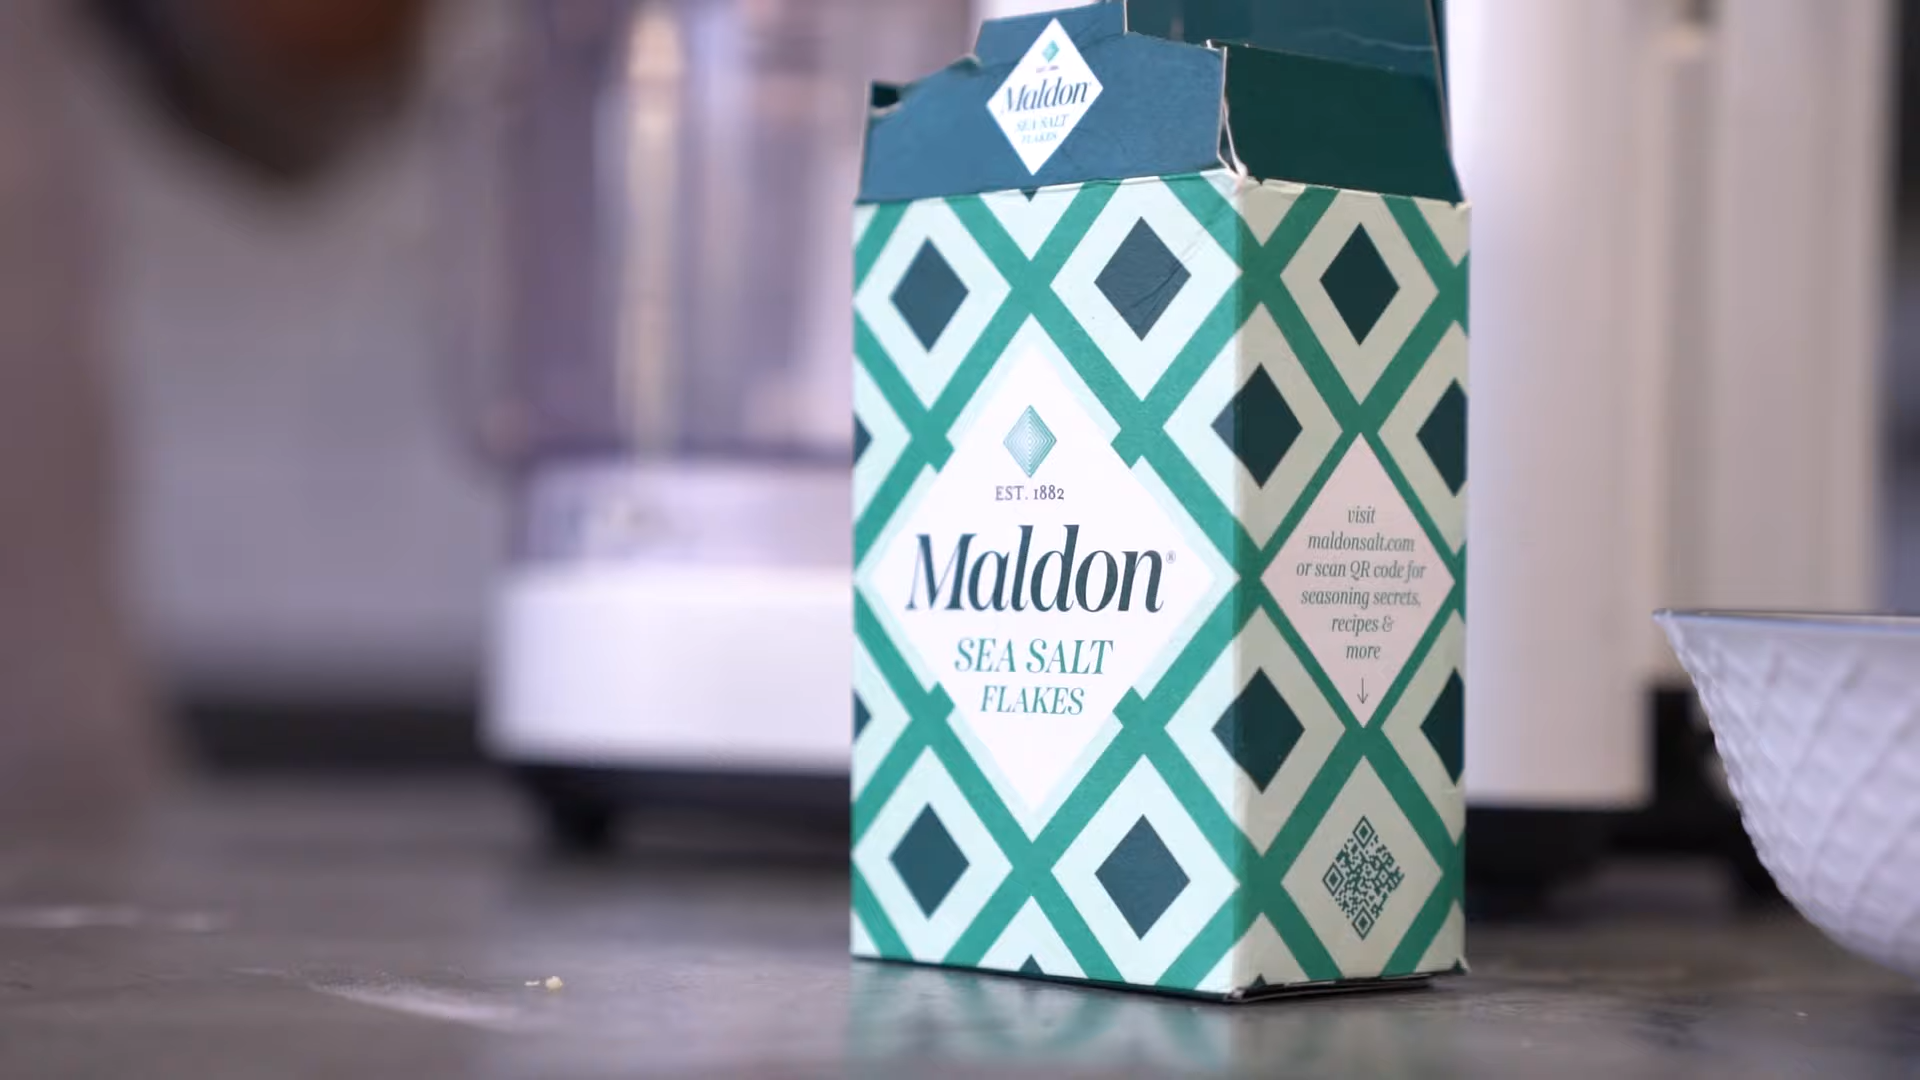 Maldon
SEA SALT
FLAKES
EST. 1882
Maldon®
SEA SALT
FLAKES
visit
maldonsalt.com
or scan QR code for
seasoning secrets,
recipes &
more